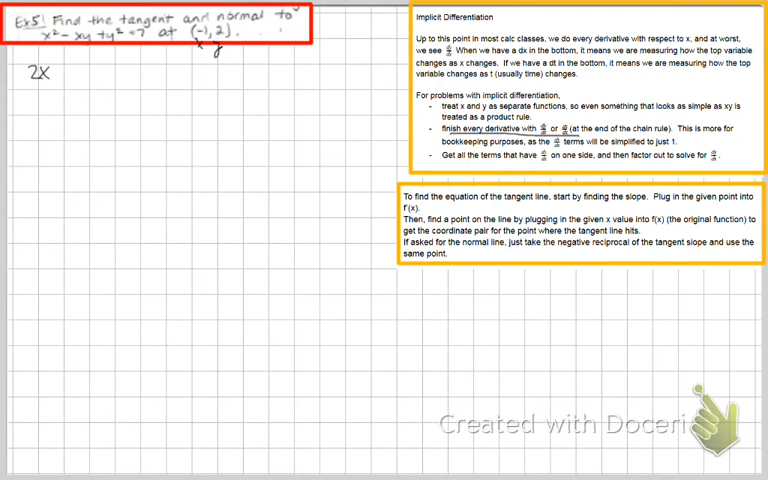 Ex5! Find the tangent and normal to
x² - xy + y² = 7 at (-1, 2).
x y
2x
Implicit Differentiation
Up to this point in most calc classes, we do every derivative with respect to x, and at worst,
we see dy/dx When we have a dx in the bottom, it means we are measuring how the top variable
changes as x changes. If we have a dt in the bottom, it means we are measuring how the top
variable changes as t (usually time) changes.
For problems with implicit differentiation,
- treat x and y as separate functions, so even something that looks as simple as xy is
treated as a product rule.
- finish every derivative with or (at the end of the chain rule). This is more for
bookkeeping purposes, as the terms will be simplified to just 1.
- Get all the terms that have on one side, and then factor out to solve for .
To find the equation of the tangent line, start by finding the slope. Plug in the given point into
f'(x).
Then, find a point on the line by plugging in the given x value into f(x) (the original function) to
get the coordinate pair for the point where the tangent line hits.
If asked for the normal line, just take the negative reciprocal of the tangent slope and use the
same point.
Created with Doceri